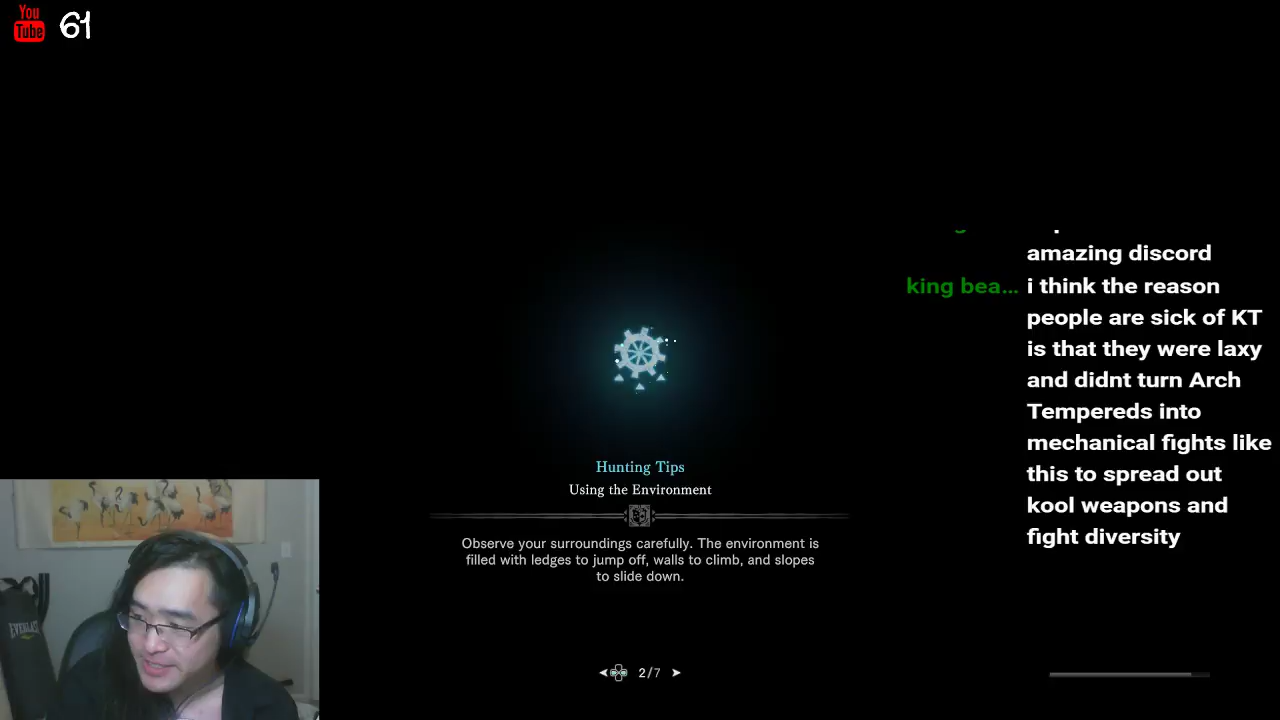 You
Tube
61
amazing discord
king bea... i think the reason
people are sick of KT
is that they were laxy
and didnt turn Arch
Tempereds into
mechanical fights like
this to spread out
kool weapons and
fight diversity
Hunting Tips
Using the Environment
Observe your surroundings carefully. The environment is
filled with ledges to jump off, walls to climb, and slopes
to slide down.
2/7
EVERLAST